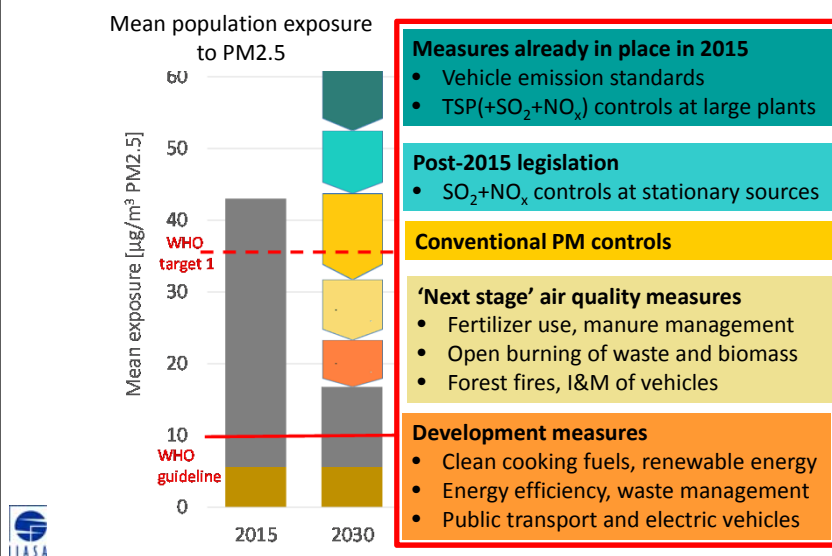 Mean population exposure
to PM2.5
Mean exposure [µg/m³ PM2.5]
60
50
40
WHO
target 1
30
20
10
WHO
guideline
0
2015
2030
Measures already in place in 2015
• Vehicle emission standards
• TSP(+SO₂+NOₓ) controls at large plants
Post-2015 legislation
• SO₂+NOₓ controls at stationary sources
Conventional PM controls
‘Next stage’ air quality measures
• Fertilizer use, manure management
• Open burning of waste and biomass
• Forest fires, I&M of vehicles
Development measures
• Clean cooking fuels, renewable energy
• Energy efficiency, waste management
• Public transport and electric vehicles
IIASA